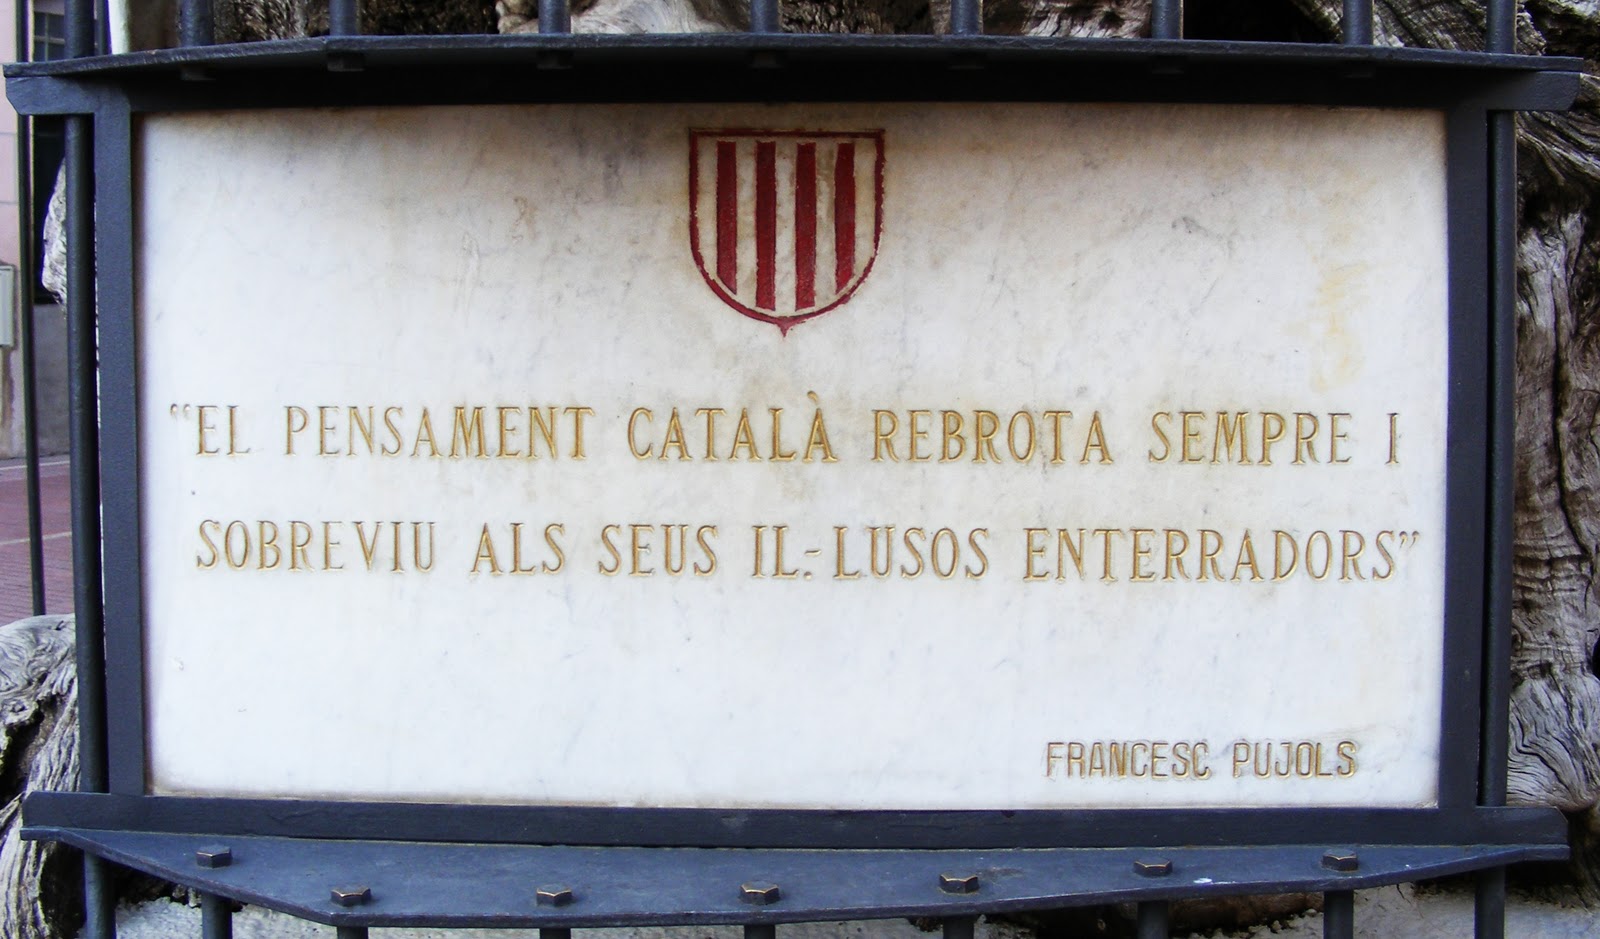 “EL PENSAMENT CATALÀ REBROTA SEMPRE I
SOBREVIU ALS SEUS IL.-LUSOS ENTERRADORS”
FRANCESC PUJOLS